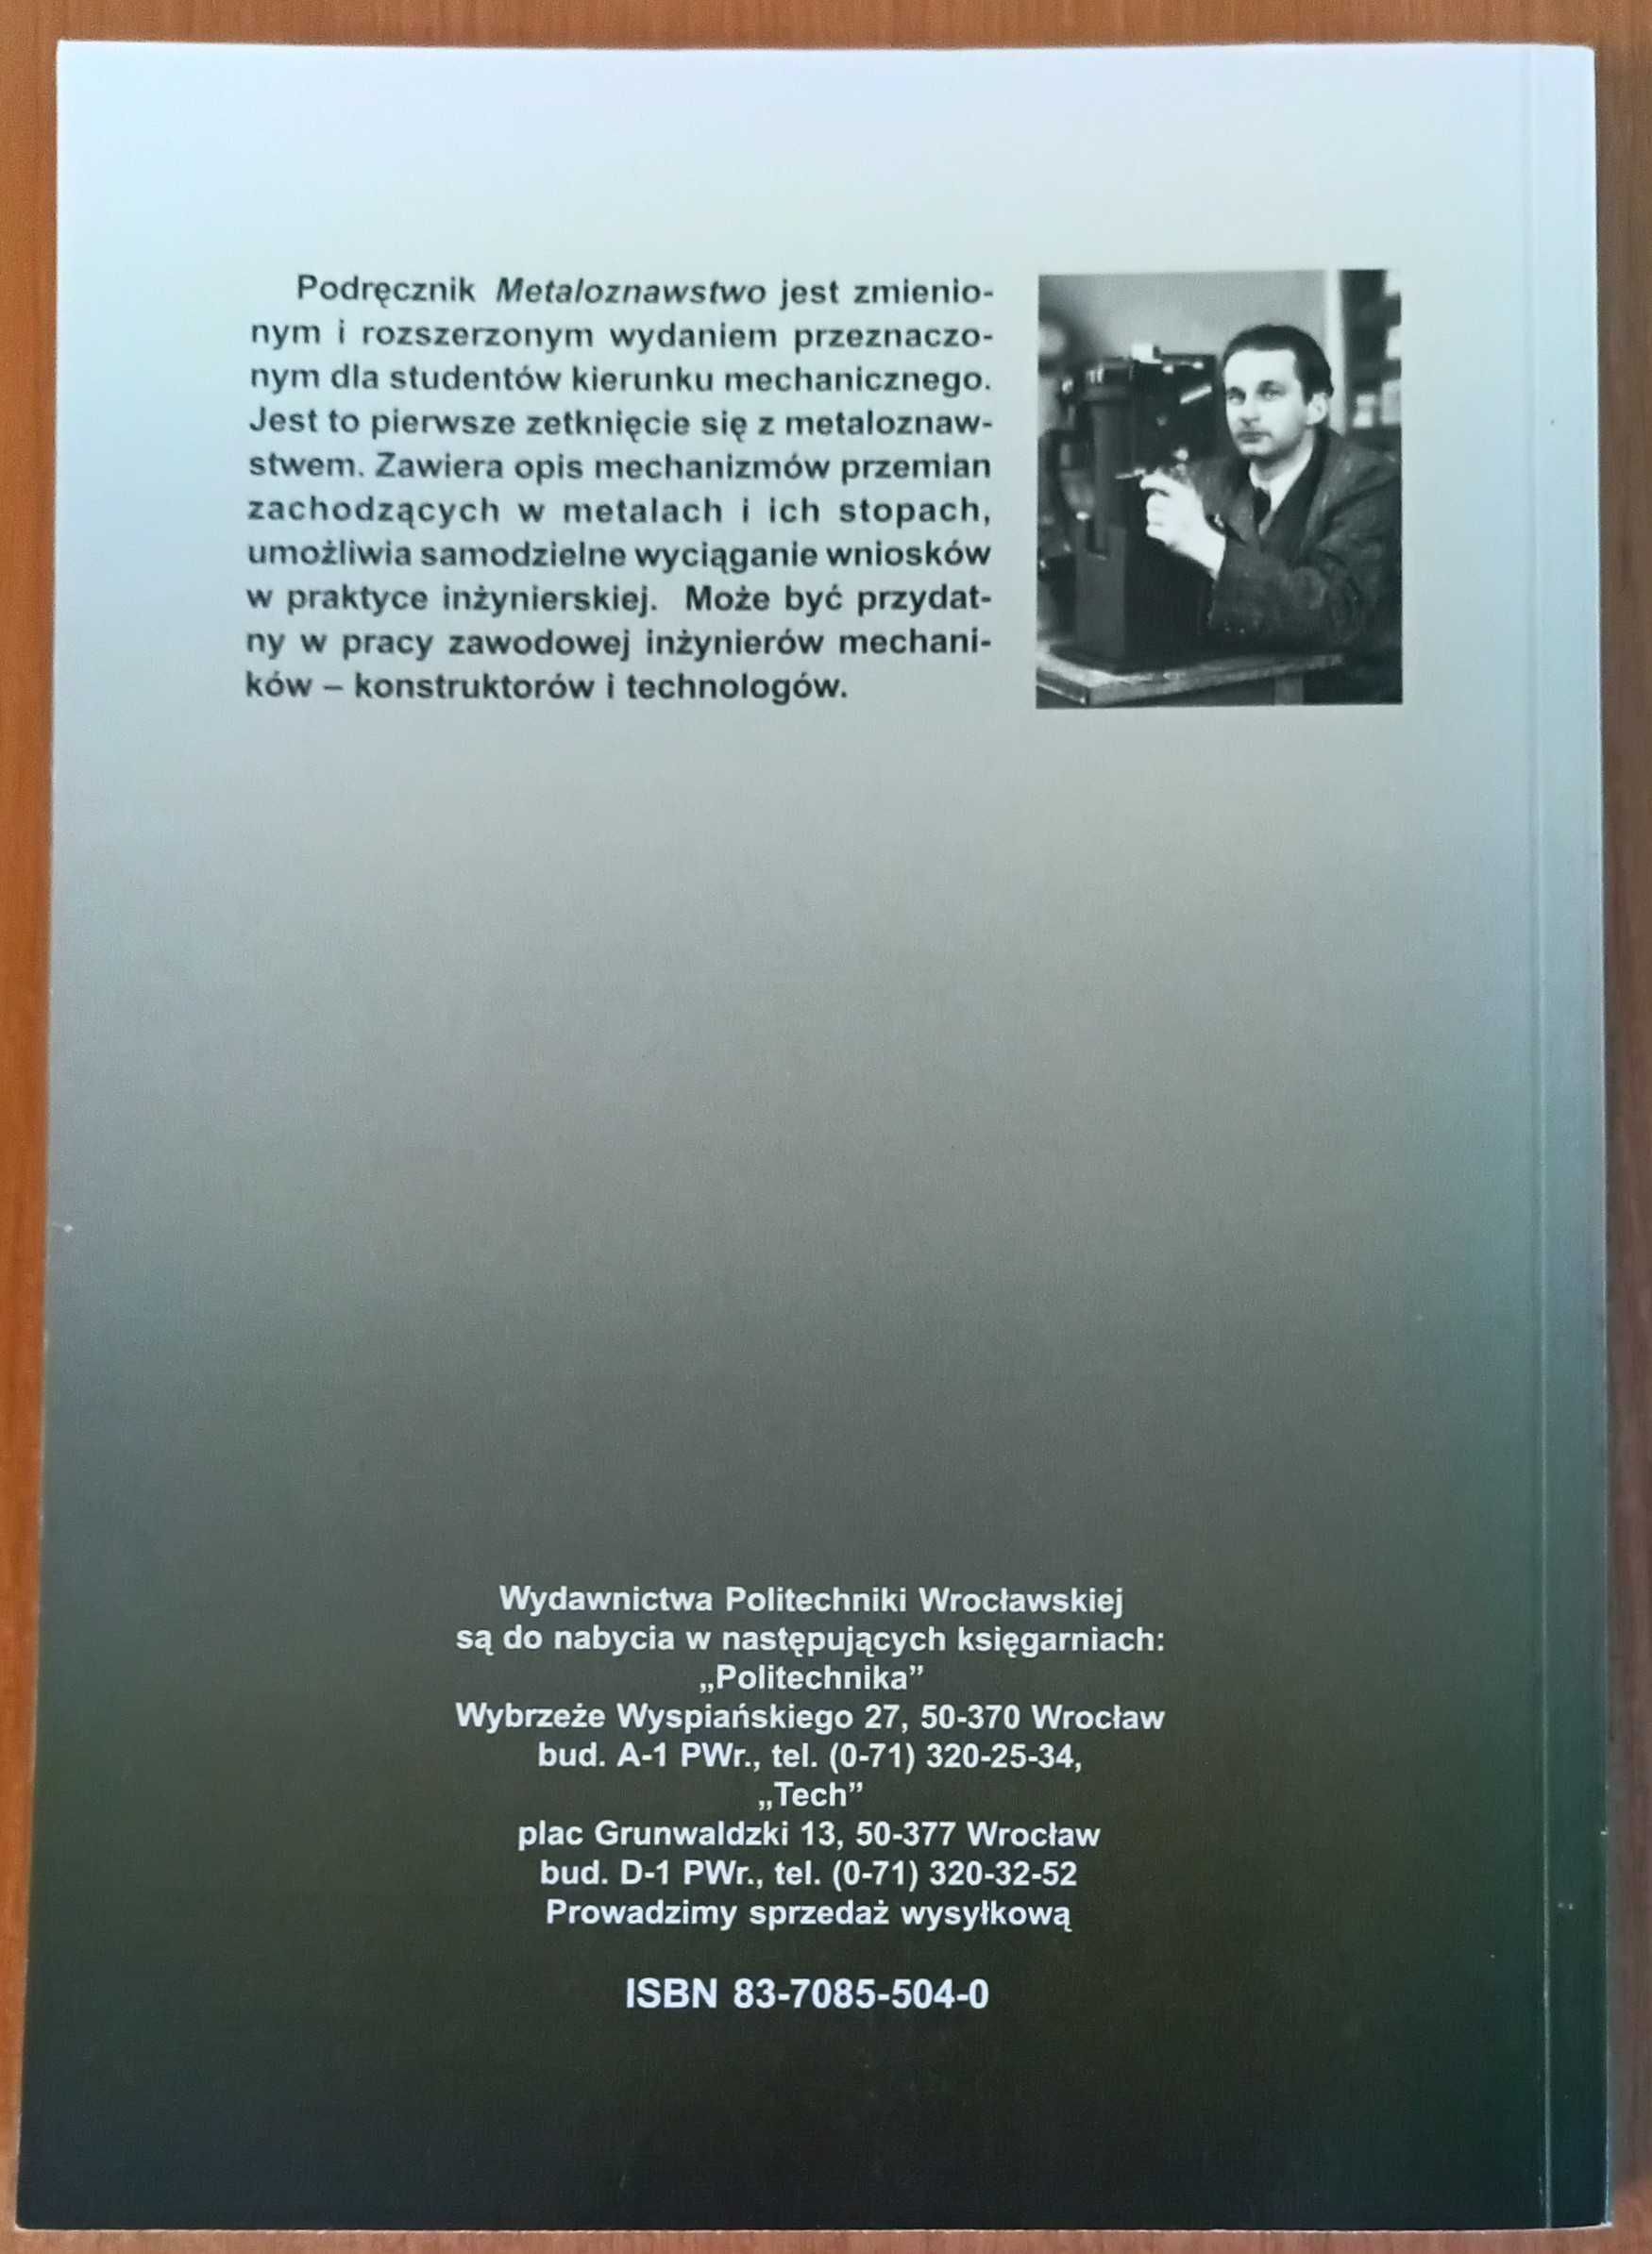 Podręcznik Metaloznawstwo jest zmienio-
nym i rozszerzonym wydaniem przeznaczo-
nym dla studentów kierunku mechanicznego.
Jest to pierwsze zetknięcie się z metaloznaw-
stwem. Zawiera opis mechanizmów przemian
zachodzących w metalach i ich stopach,
umożliwia samodzielne wyciąganie wniosków
w praktyce inżynierskiej. Może być przydat-
ny w pracy zawodowej inżynierów mechani-
ków – konstruktorów i technologów.
Wydawnictwa Politechniki Wrocławskiej
są do nabycia w następujących księgarniach:
„Politechnika”
Wybrzeże Wyspiańskiego 27, 50-370 Wrocław
bud. A-1 PWr., tel. (0-71) 320-25-34,
„Tech”
plac Grunwaldzki 13, 50-377 Wrocław
bud. D-1 PWr., tel. (0-71) 320-32-52
Prowadzimy sprzedaż wysyłkową
ISBN 83-7085-504-0